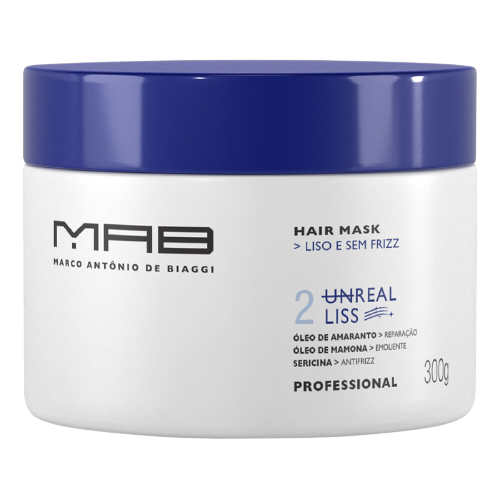 MAB
MARCO ANTÔNIO DE BIAGGI
HAIR MASK
> LISO E SEM FRIZZ
2 UNREAL
LISS
ÓLEO DE AMARANTO > REPARAÇÃO
ÓLEO DE MAMONA > EMOLIENTE
SERICINA > ANTIFRIZZ
PROFESSIONAL
300g